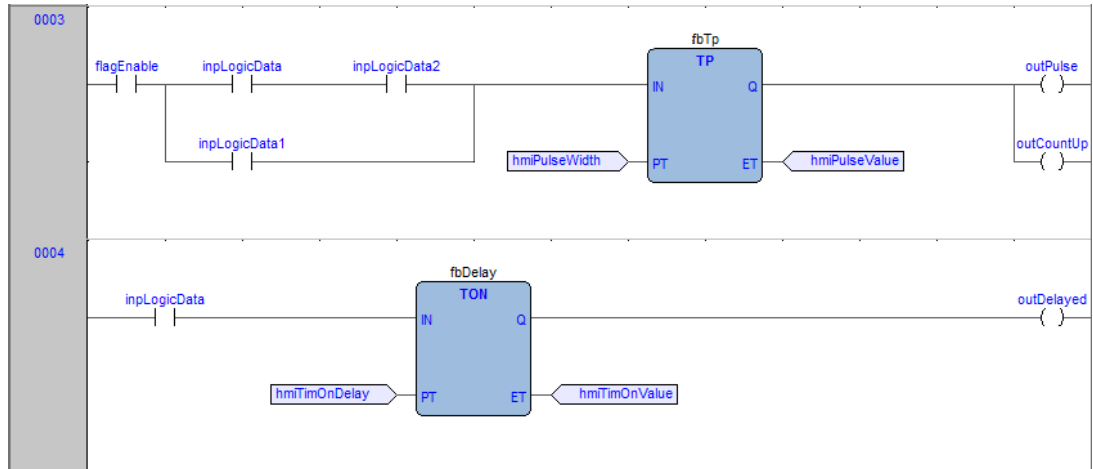 0003
fbTp
flagEnable inpLogicData inpLogicData2 TP outPulse
IN Q
inpLogicData1 outCountUp
hmiPulseWidth PT ET hmiPulseValue
0004
fbDelay
inpLogicData TON outDelayed
IN Q
hmiTimOnDelay PT ET hmiTimOnValue